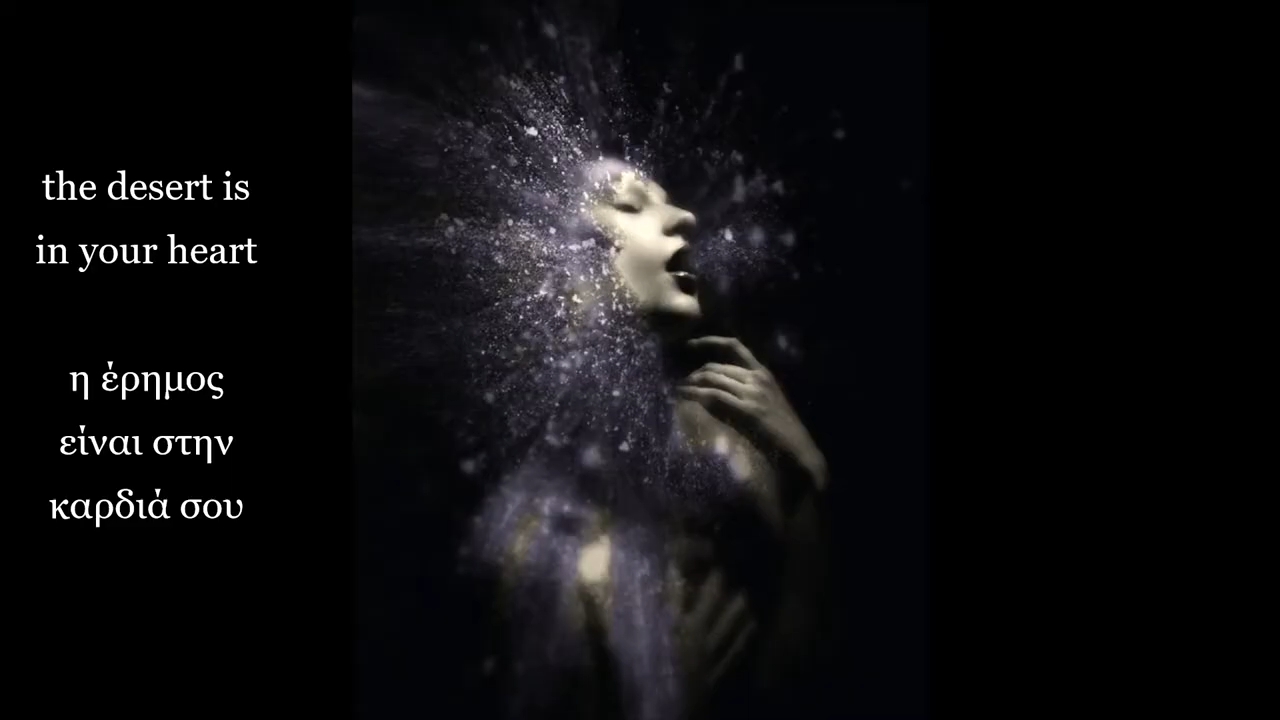 the desert is
in your heart
η έρημος
είναι στην
καρδιά σου